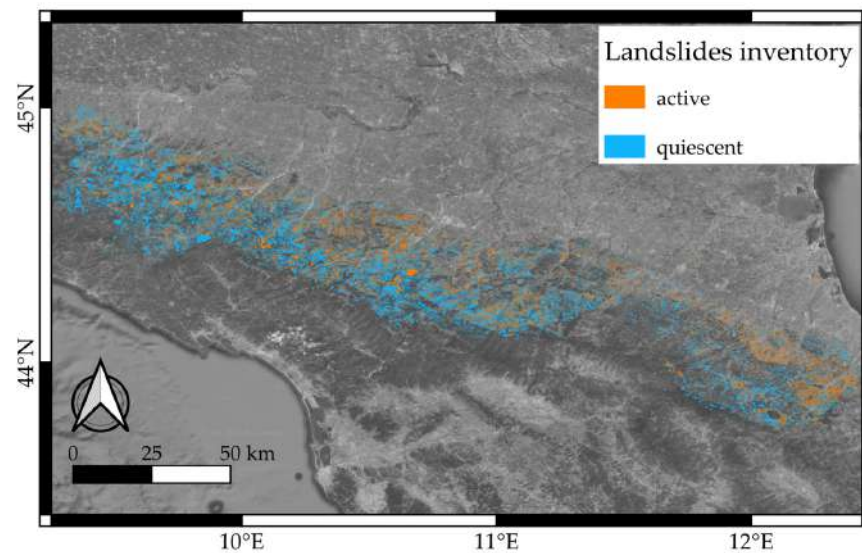 Landslides inventory
active
quiescent
45°N
44°N
0 25 50 km
10°E 11°E 12°E